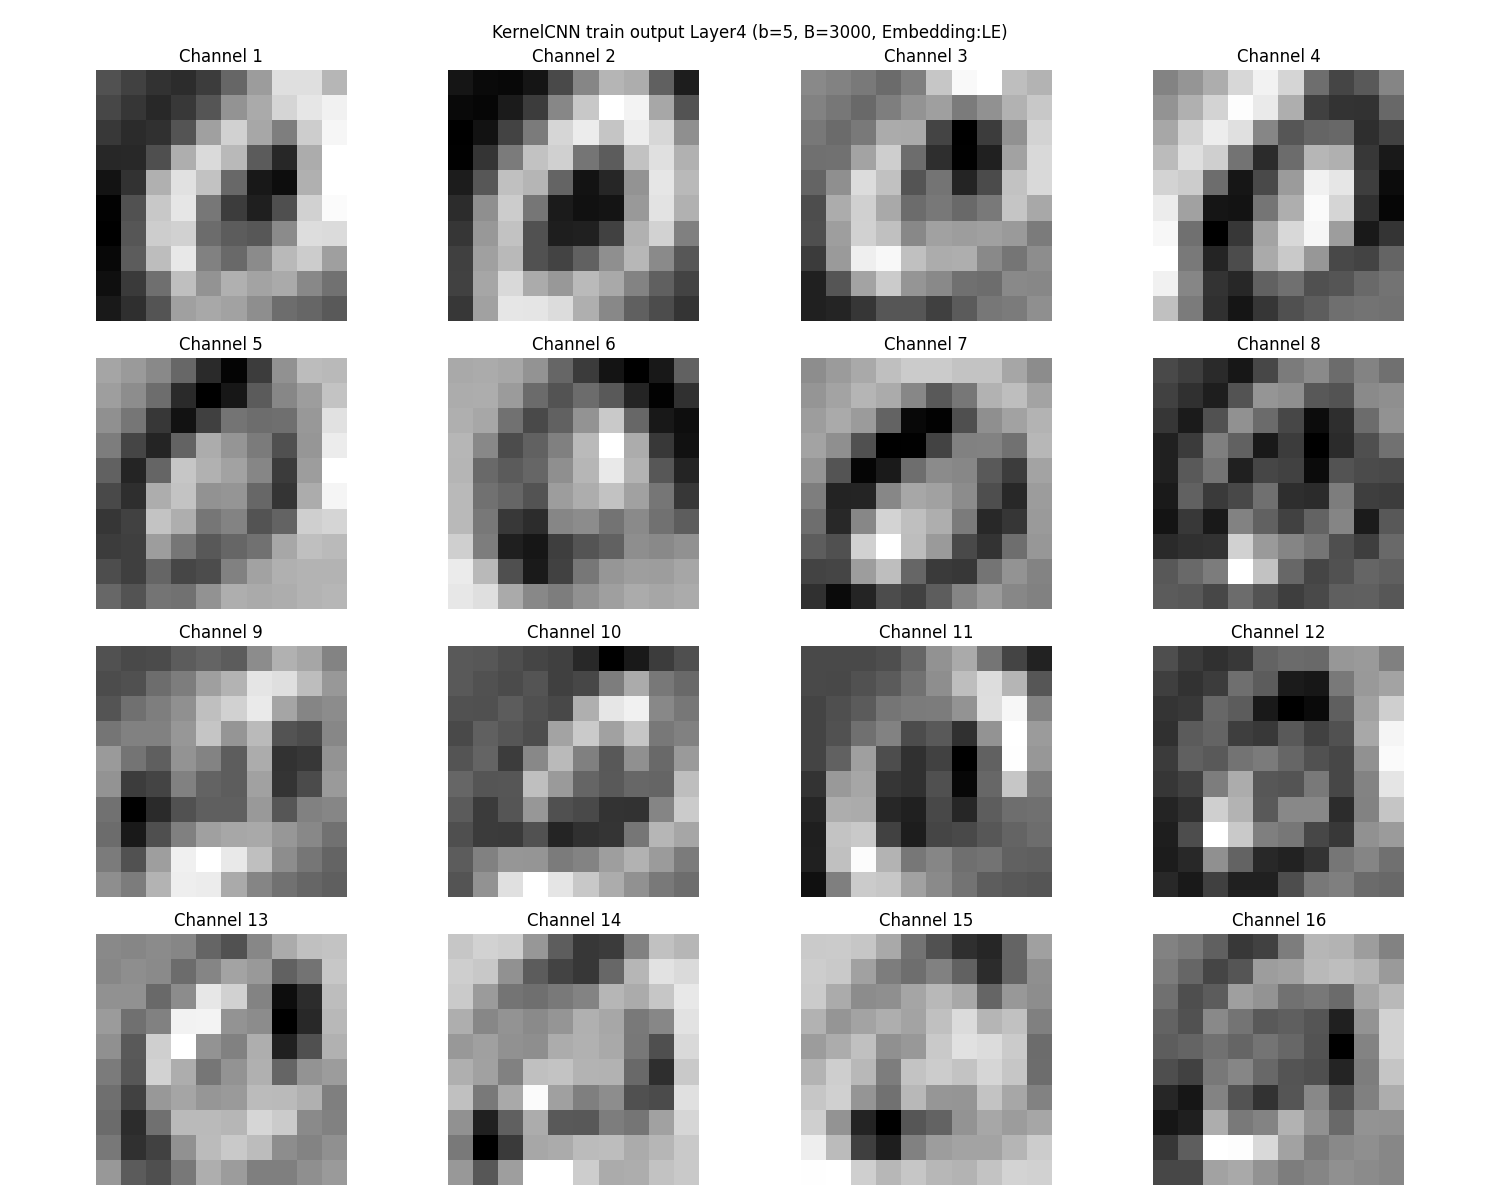 KernelCNN train output Layer4 (b=5, B=3000, Embedding:LE)
Channel 1
Channel 2
Channel 3
Channel 4
Channel 5
Channel 6
Channel 7
Channel 8
Channel 9
Channel 10
Channel 11
Channel 12
Channel 13
Channel 14
Channel 15
Channel 16